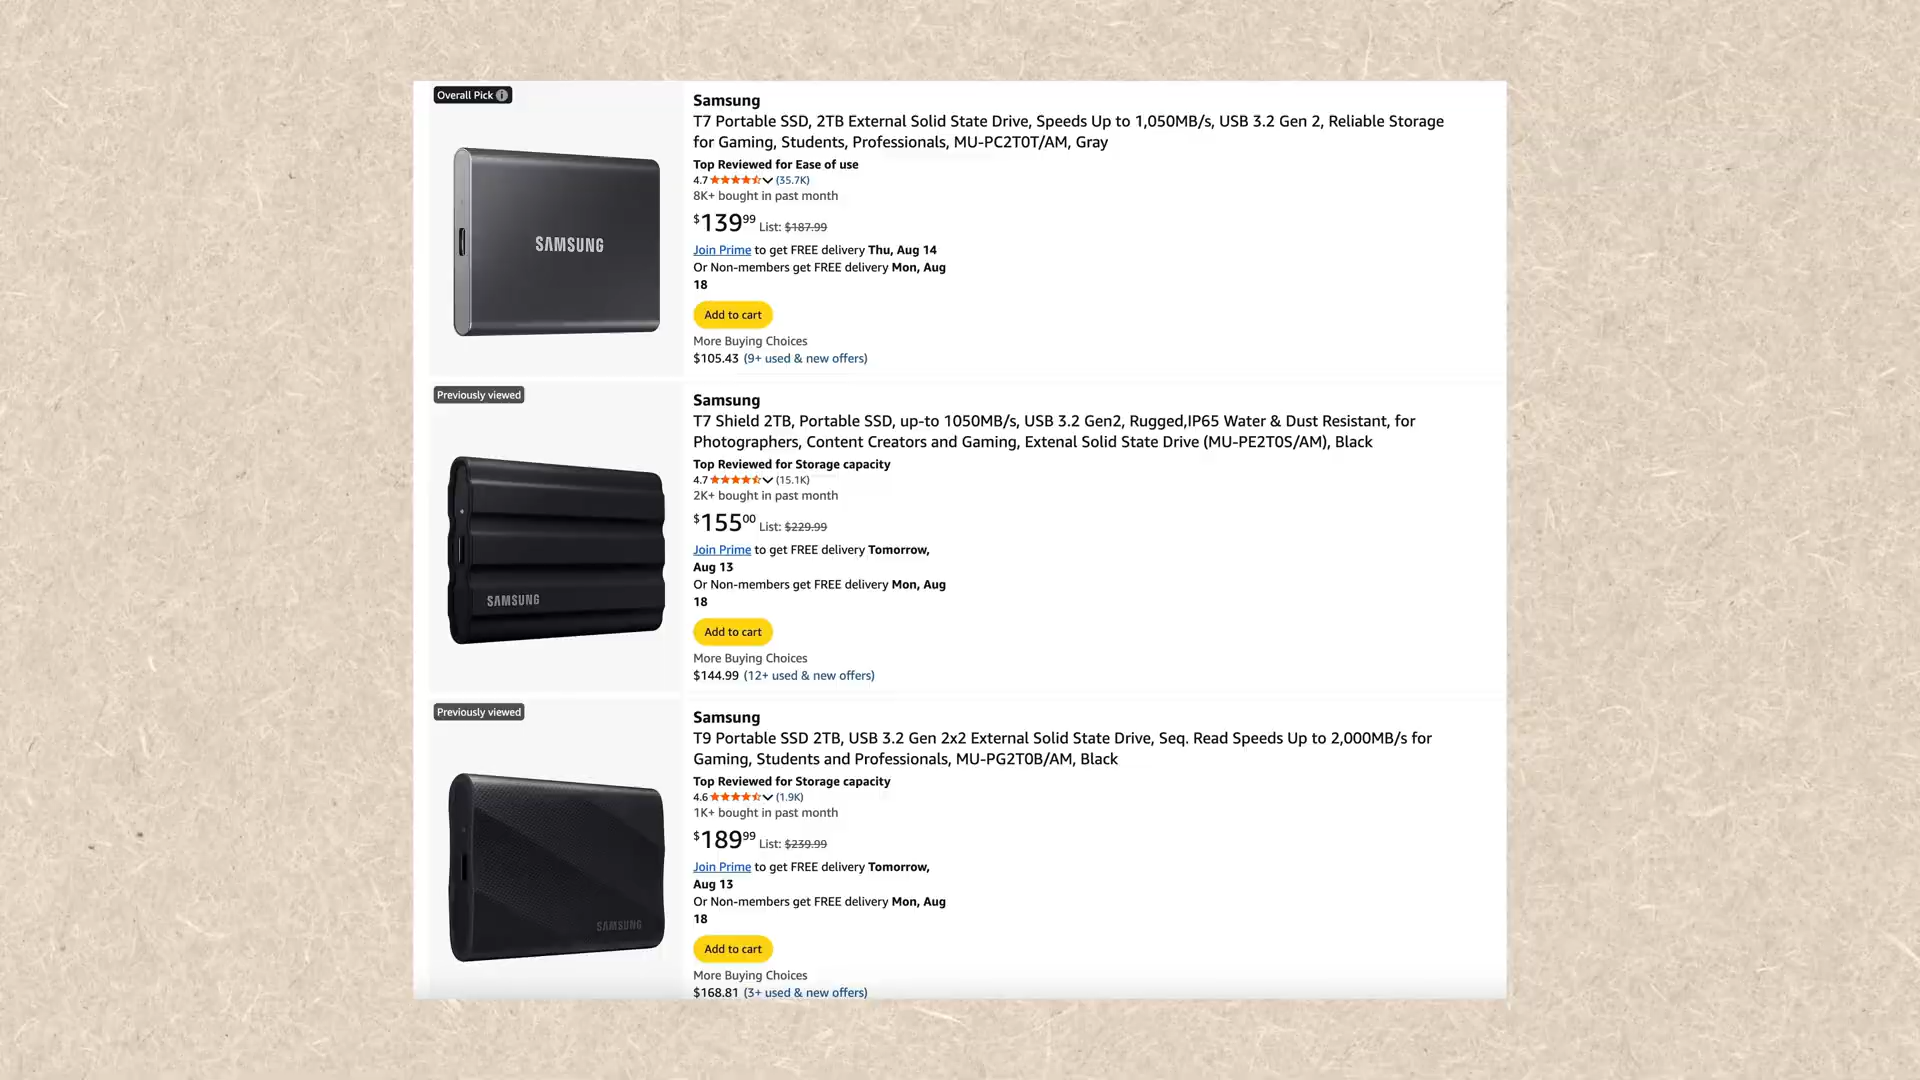 Overall Pick
SAMSUNG
Samsung
T7 Portable SSD, 2TB External Solid State Drive, Speeds Up to 1,050MB/s, USB 3.2 Gen 2, Reliable Storage
for Gaming, Students, Professionals, MU-PC2T0T/AM, Gray
Top Reviewed for Ease of use
4.7 (35.7K)
8K+ bought in past month
$139.99 List: $187.99
Join Prime to get FREE delivery Thu, Aug 14
Or Non-members get FREE delivery Mon, Aug
18
Add to cart
More Buying Choices
$105.43 (9+ used & new offers)
Previously viewed
SAMSUNG
Samsung
T7 Shield 2TB, Portable SSD, up-to 1050MB/s, USB 3.2 Gen2, Rugged,IP65 Water & Dust Resistant, for
Photographers, Content Creators and Gaming, Extenal Solid State Drive (MU-PE2T0S/AM), Black
Top Reviewed for Storage capacity
4.7 (15.1K)
2K+ bought in past month
$155.00 List: $229.99
Join Prime to get FREE delivery Tomorrow,
Aug 13
Or Non-members get FREE delivery Mon, Aug
18
Add to cart
More Buying Choices
$144.99 (12+ used & new offers)
Previously viewed
SAMSUNG
Samsung
T9 Portable SSD 2TB, USB 3.2 Gen 2x2 External Solid State Drive, Seq. Read Speeds Up to 2,000MB/s for
Gaming, Students and Professionals, MU-PG2T0B/AM, Black
Top Reviewed for Storage capacity
4.6 (1.9K)
1K+ bought in past month
$189.99 List: $239.99
Join Prime to get FREE delivery Tomorrow,
Aug 13
Or Non-members get FREE delivery Mon, Aug
18
Add to cart
More Buying Choices
$168.81 (3+ used & new offers)